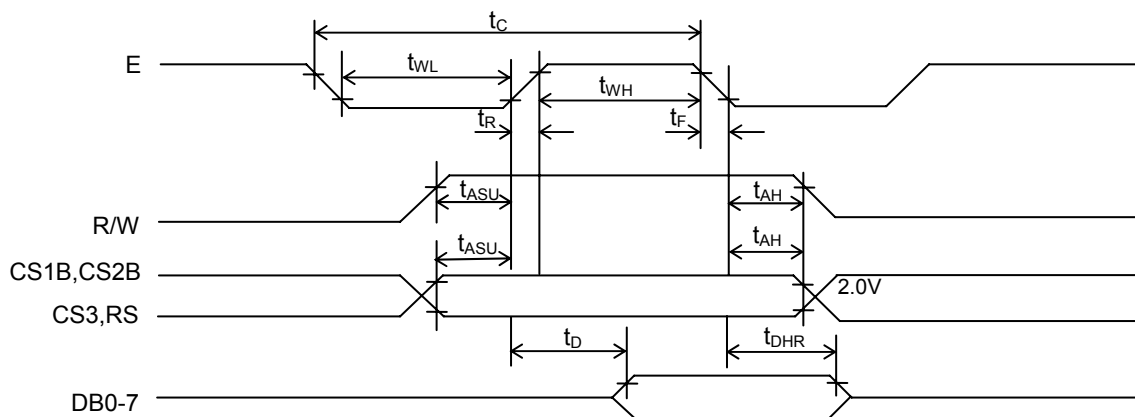 tC
E
tWL
tWH
tR
tF
tASU
tAH
R/W
tASU
tAH
CS1B,CS2B
2.0V
CS3,RS
tD
tDHR
DB0-7